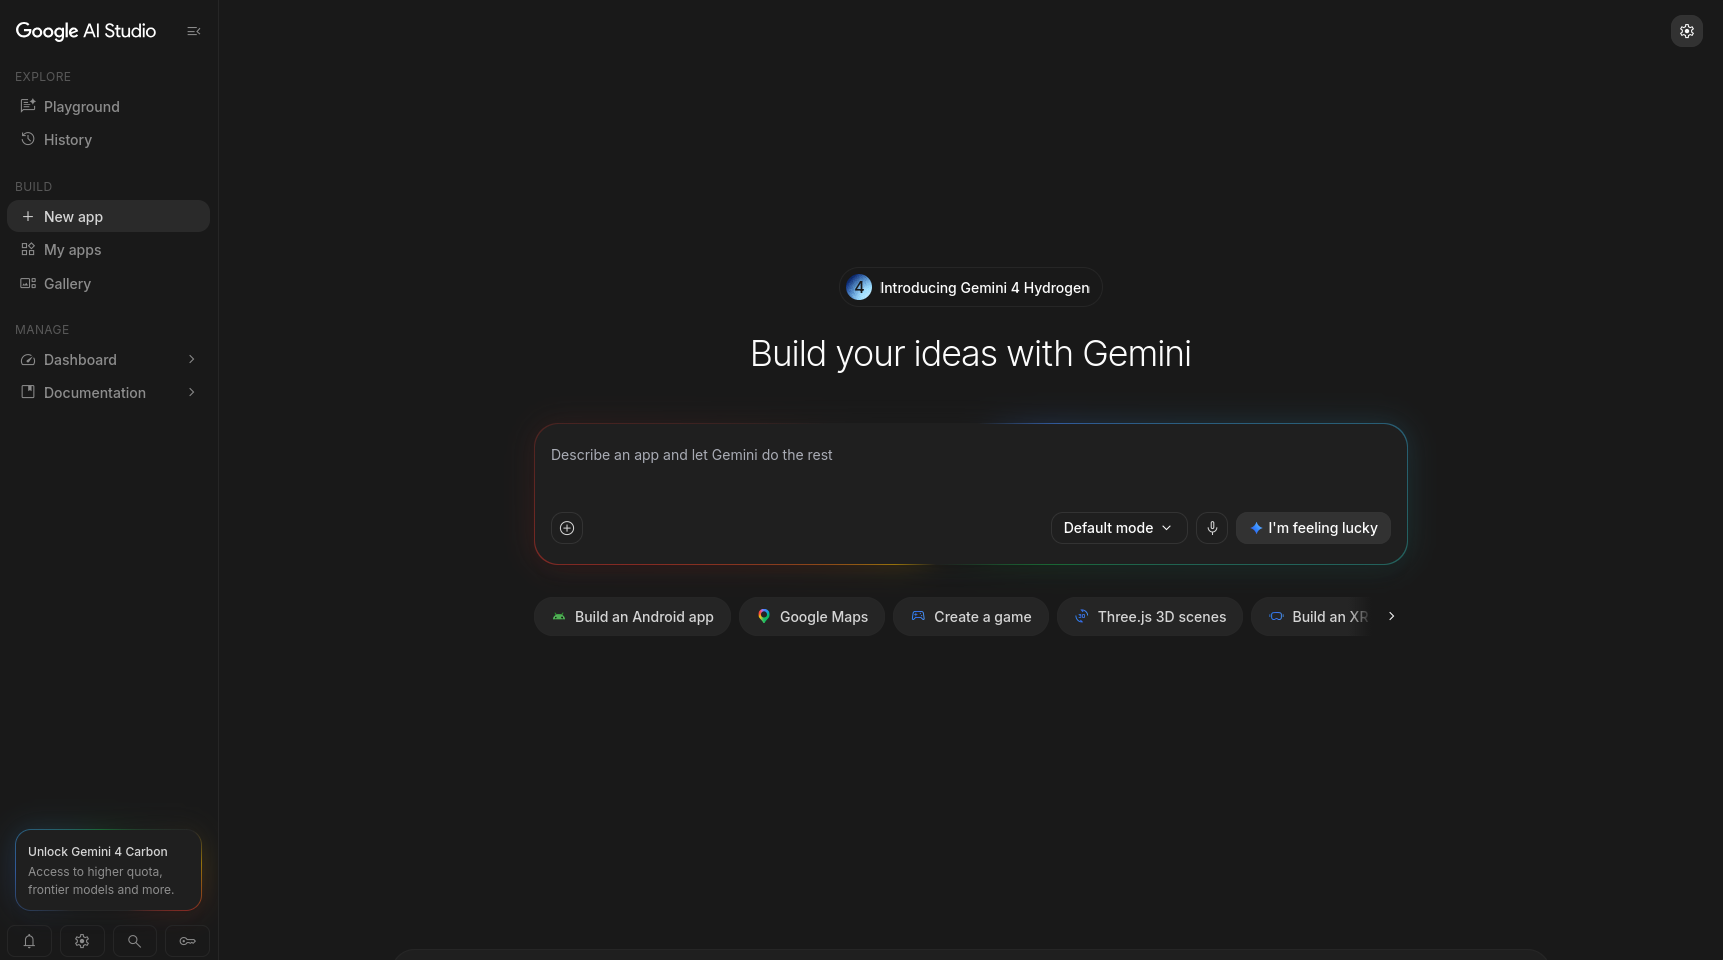 Google AI Studio
EXPLORE
Playground
History
BUILD
New app
My apps
Gallery
MANAGE
Dashboard
Documentation
Unlock Gemini 4 Carbon
Access to higher quota,
frontier models and more.
4 Introducing Gemini 4 Hydrogen
Build your ideas with Gemini
Describe an app and let Gemini do the rest
Default mode
I'm feeling lucky
Build an Android app
Google Maps
Create a game
Three.js 3D scenes
Build an XR